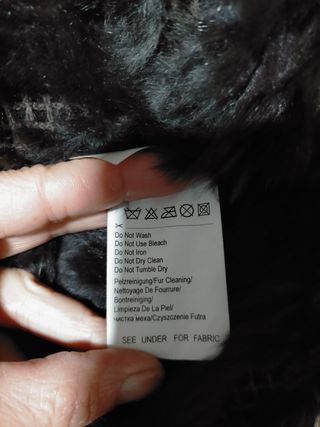 Do Not Wash
Do Not Use Bleach
Do Not Iron
Do Not Dry Clean
Do Not Tumble Dry
Pelzreinigung/Fur Cleaning/
Nettoyage De Fourrure/
Bontreiniging/
Limpieza De La Piel/
чистка меха/Czyszczenie Futra
SEE UNDER FOR FABRIC